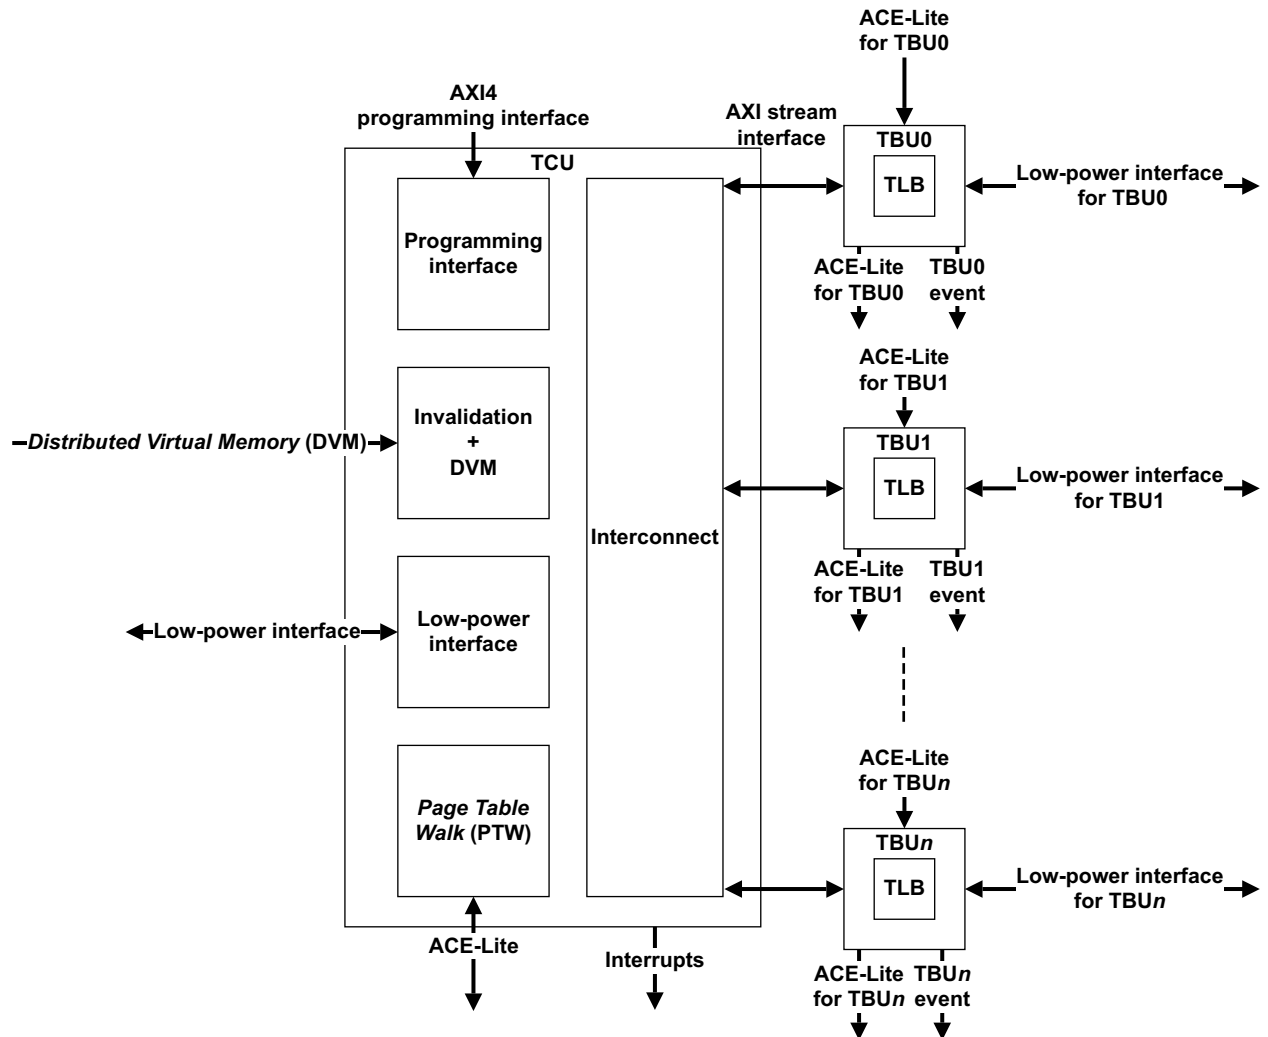 ACE-Lite
for TBU0
AXI4
programming interface
AXI stream
interface
TCU
TBU0
TLB
Low-power interface
for TBU0
Programming
interface
ACE-Lite
for TBU0
TBU0
event
ACE-Lite
for TBU1
Distributed Virtual Memory (DVM)
Invalidation
+
DVM
TBU1
TLB
Low-power interface
for TBU1
Interconnect
ACE-Lite
for TBU1
TBU1
event
Low-power interface
Low-power
interface
ACE-Lite
for TBUn
Page Table
Walk (PTW)
TBUn
TLB
Low-power interface
for TBUn
ACE-Lite
Interrupts
ACE-Lite
for TBUn
TBUn
event